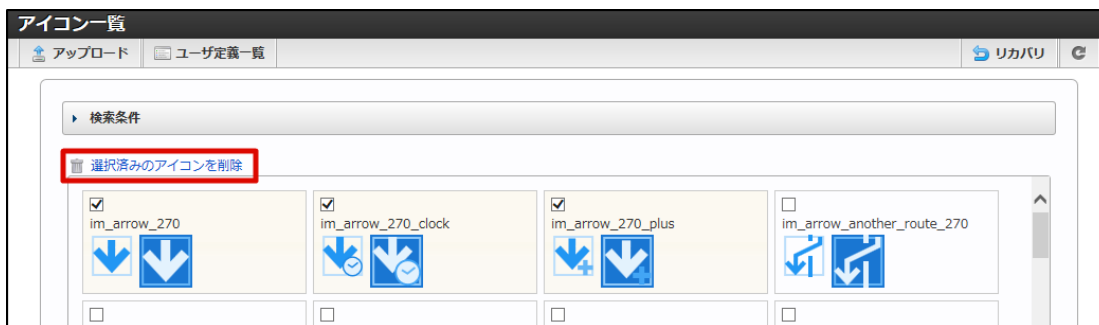 アイコン一覧
アップロード ユーザ定義一覧 リカバリ
検索条件
選択済みのアイコンを削除
im_arrow_270 im_arrow_270_clock im_arrow_270_plus im_arrow_another_route_270